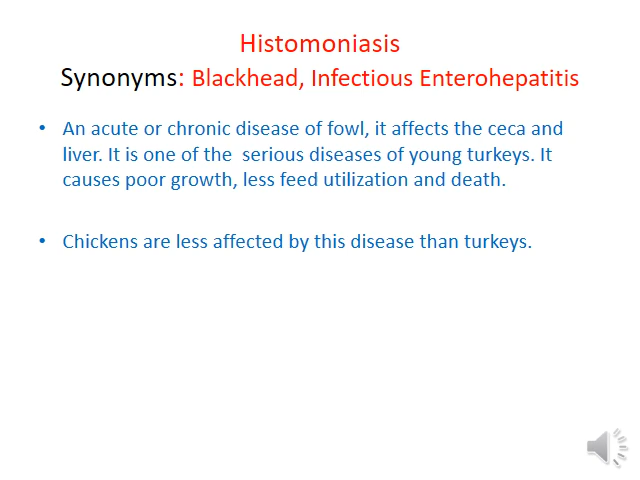 Histomoniasis
Synonyms: Blackhead, Infectious Enterohepatitis
• An acute or chronic disease of fowl, it affects the ceca and
liver. It is one of the  serious diseases of young turkeys. It
causes poor growth, less feed utilization and death.
• Chickens are less affected by this disease than turkeys.